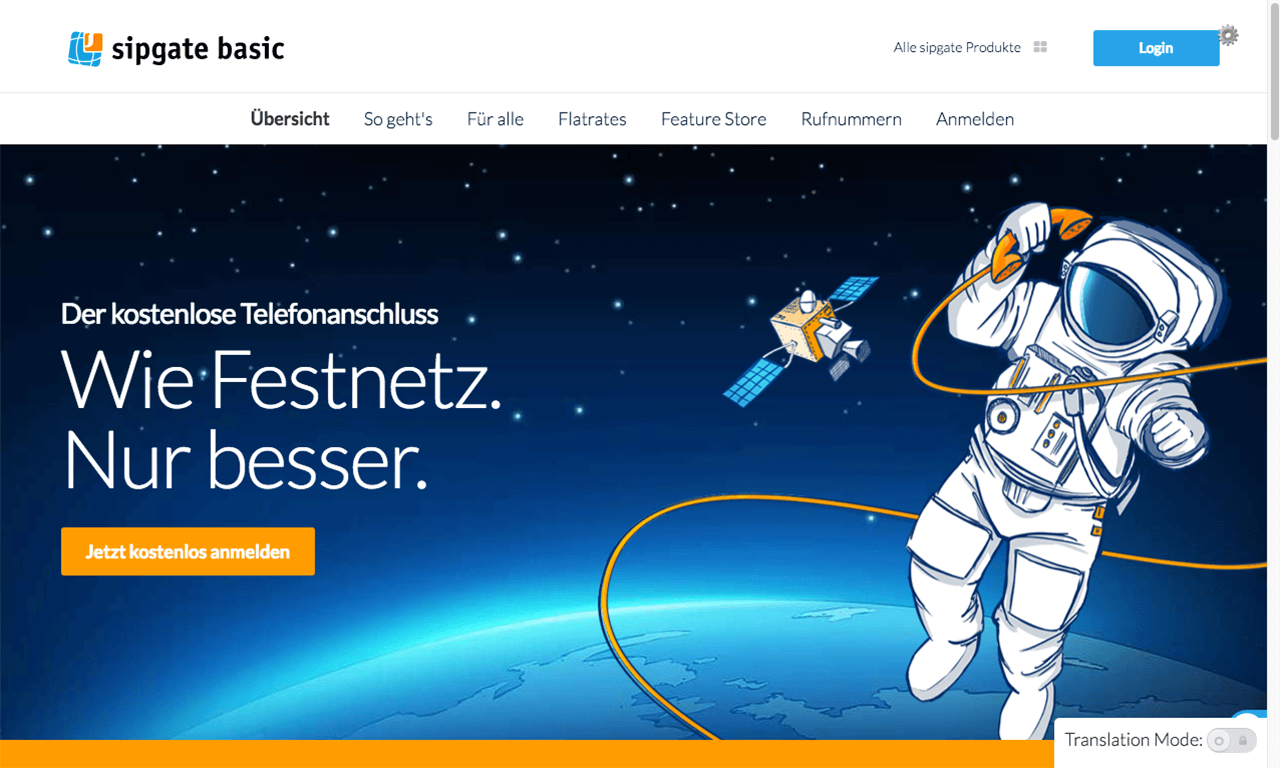 sipgate basic
Alle sipgate Produkte
Login
Übersicht So geht's Für alle Flatrates Feature Store Rufnummern Anmelden
Der kostenlose Telefonanschluss
Wie Festnetz.
Nur besser.
Jetzt kostenlos anmelden
Translation Mode: